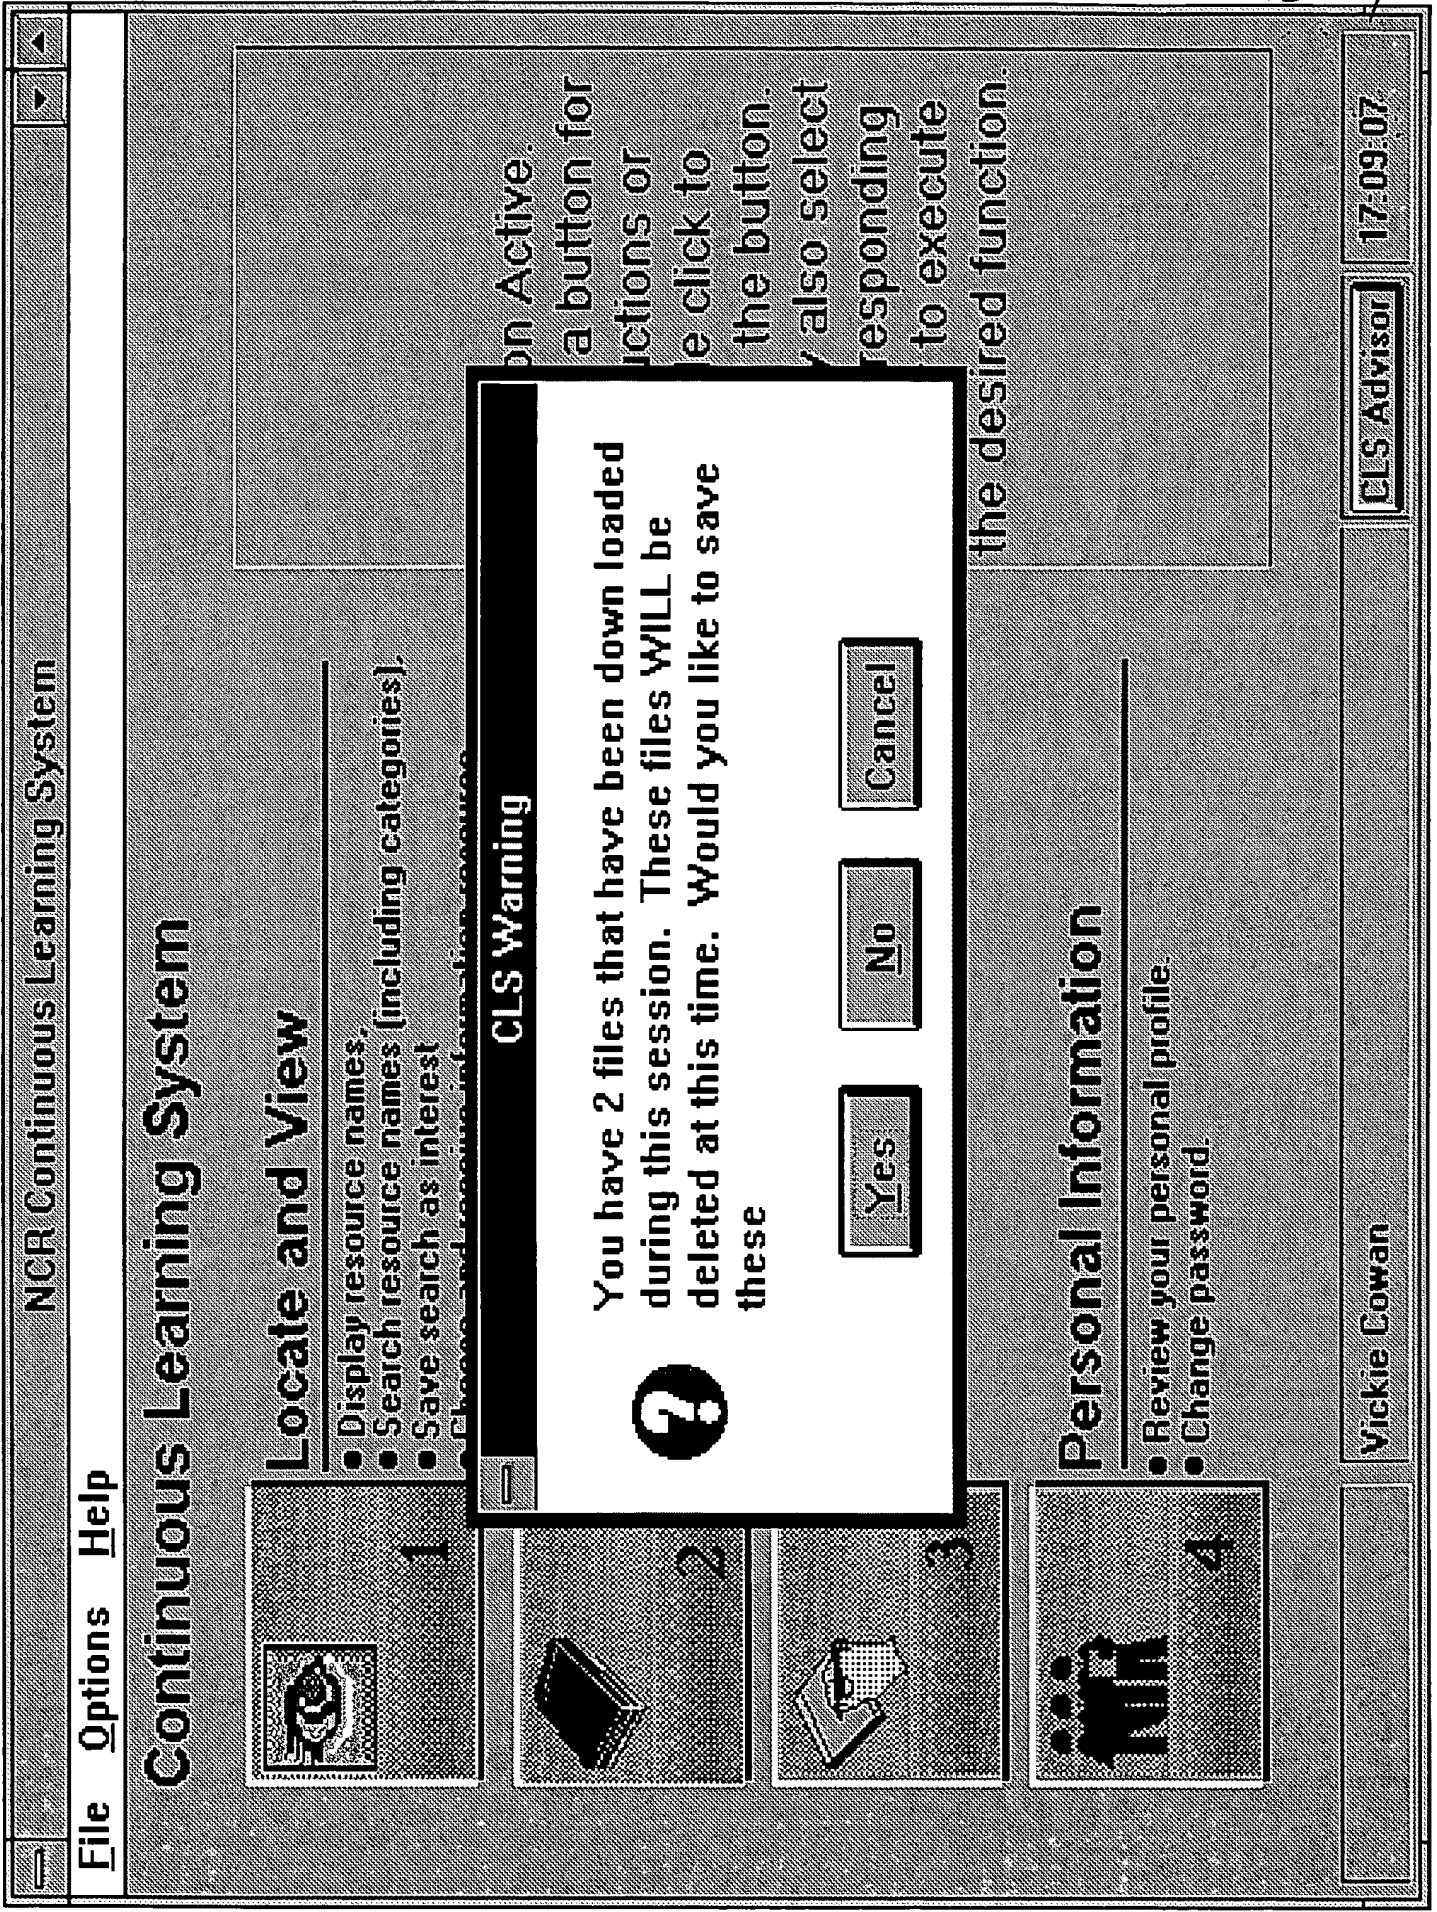 NCR Continuous Learning System
File Options Help
Continuous Learning System
1
Locate and View
• Display resource names,
• Search resource names (including categories),
• Save search as interest
CLS Warning
You have 2 files that have been down loaded
during this session. These files WILL be
deleted at this time. Would you like to save
these
Yes No Cancel
Active.
a button for
or
click to
the button.
also select
to execute
the desired function.
2
3
4
Personal Information
• Review your personal profile.
• Change password.
Vickie Cowan
CLS Advisor
17:09:07